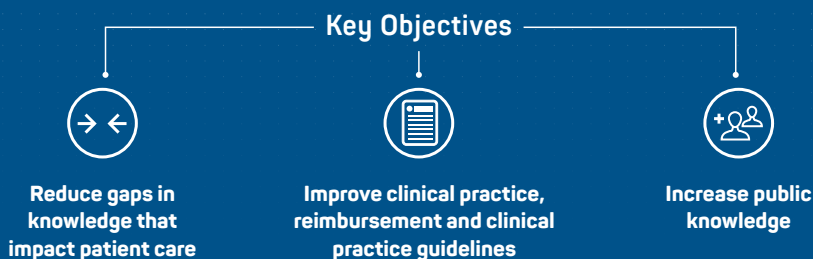 Key Objectives
Reduce gaps in
knowledge that
impact patient care
Improve clinical practice,
reimbursement and clinical
practice guidelines
Increase public
knowledge